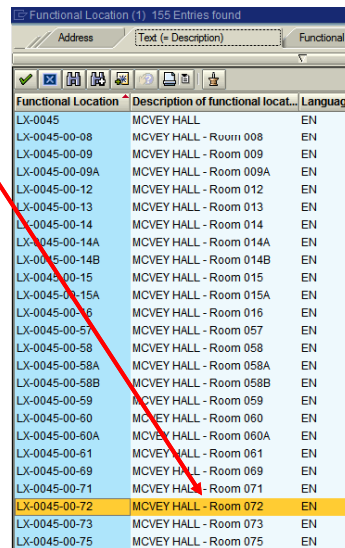 Functional Location (1) 155 Entries found
Address Text (= Description) Functional
Functional Location Description of functional locat... Languag
LX-0045 MCVEY HALL EN
LX-0045-00-08 MCVEY HALL - Room 008 EN
LX-0045-00-09 MCVEY HALL - Room 009 EN
LX-0045-00-09A MCVEY HALL - Room 009A EN
LX-0045-00-12 MCVEY HALL - Room 012 EN
LX-0045-00-13 MCVEY HALL - Room 013 EN
LX-0045-00-14 MCVEY HALL - Room 014 EN
LX-0045-00-14A MCVEY HALL - Room 014A EN
LX-0045-00-14B MCVEY HALL - Room 014B EN
LX-0045-00-15 MCVEY HALL - Room 015 EN
LX-0045-00-15A MCVEY HALL - Room 015A EN
LX-0045-00-16 MCVEY HALL - Room 016 EN
LX-0045-00-57 MCVEY HALL - Room 057 EN
LX-0045-00-58 MCVEY HALL - Room 058 EN
LX-0045-00-58A MCVEY HALL - Room 058A EN
LX-0045-00-58B MCVEY HALL - Room 058B EN
LX-0045-00-59 MCVEY HALL - Room 059 EN
LX-0045-00-60 MCVEY HALL - Room 060 EN
LX-0045-00-60A MCVEY HALL - Room 060A EN
LX-0045-00-61 MCVEY HALL - Room 061 EN
LX-0045-00-69 MCVEY HALL - Room 069 EN
LX-0045-00-71 MCVEY HALL - Room 071 EN
LX-0045-00-72 MCVEY HALL - Room 072 EN
LX-0045-00-73 MCVEY HALL - Room 073 EN
LX-0045-00-75 MCVEY HALL - Room 075 EN